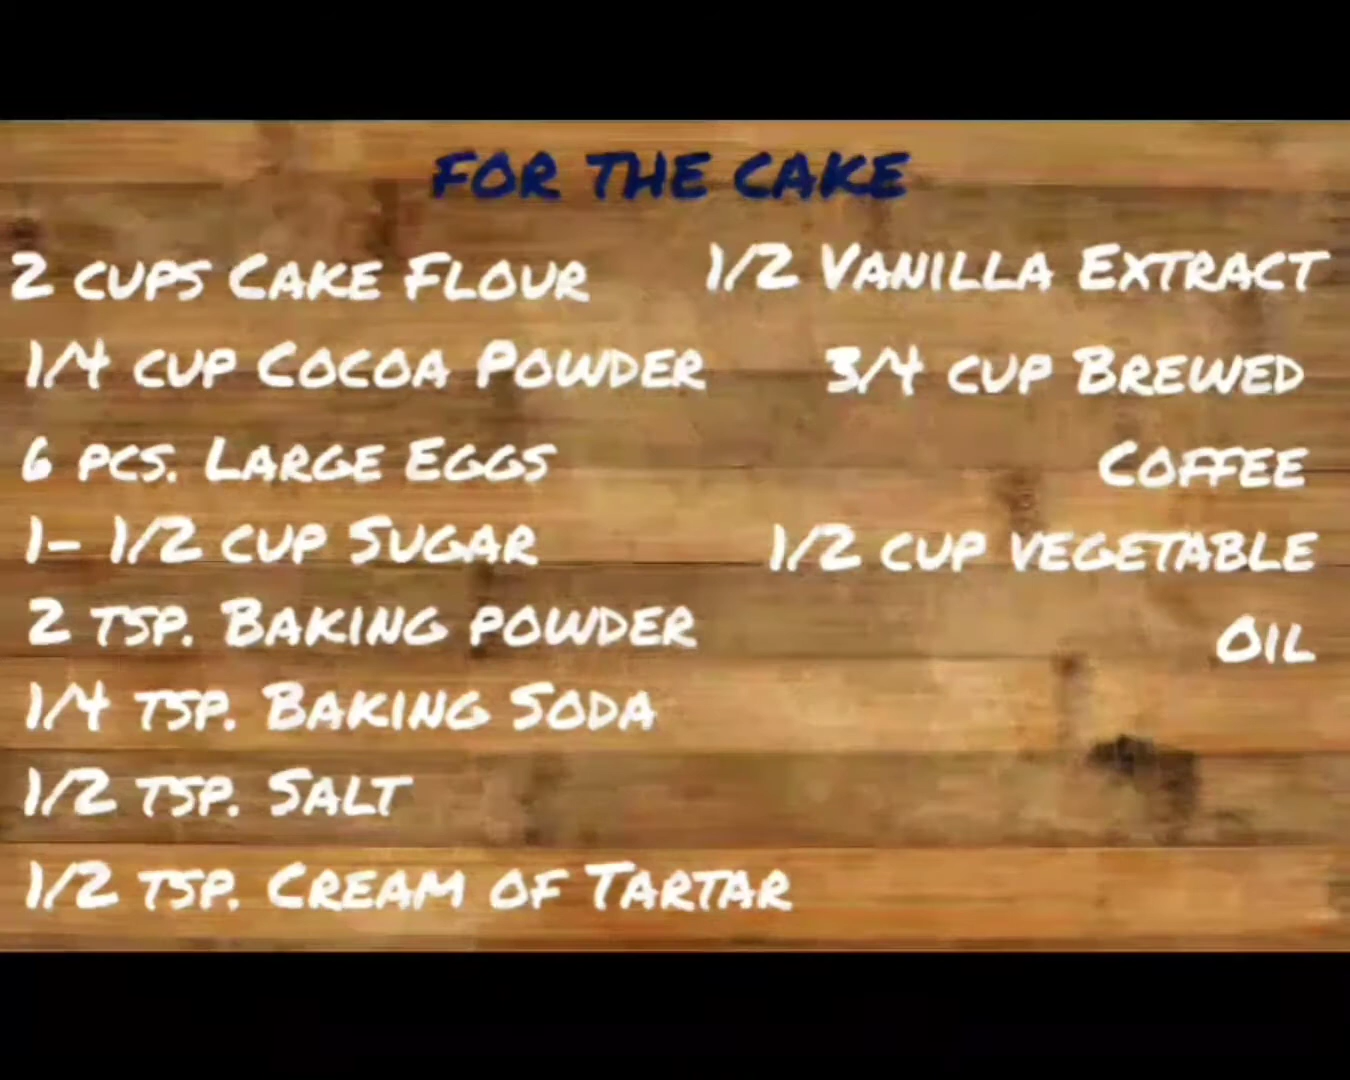 FOR THE CAKE
2 CUPS CAKE FLOUR
1/4 CUP COCOA POWDER
6 PCS. LARGE EGGS
1- 1/2 CUP SUGAR
2 TSP. BAKING POWDER
1/4 TSP. BAKING SODA
1/2 TSP. SALT
1/2 TSP. CREAM OF TARTAR
1/2 VANILLA EXTRACT
3/4 CUP BREWED
COFFEE
1/2 CUP VEGETABLE
OIL